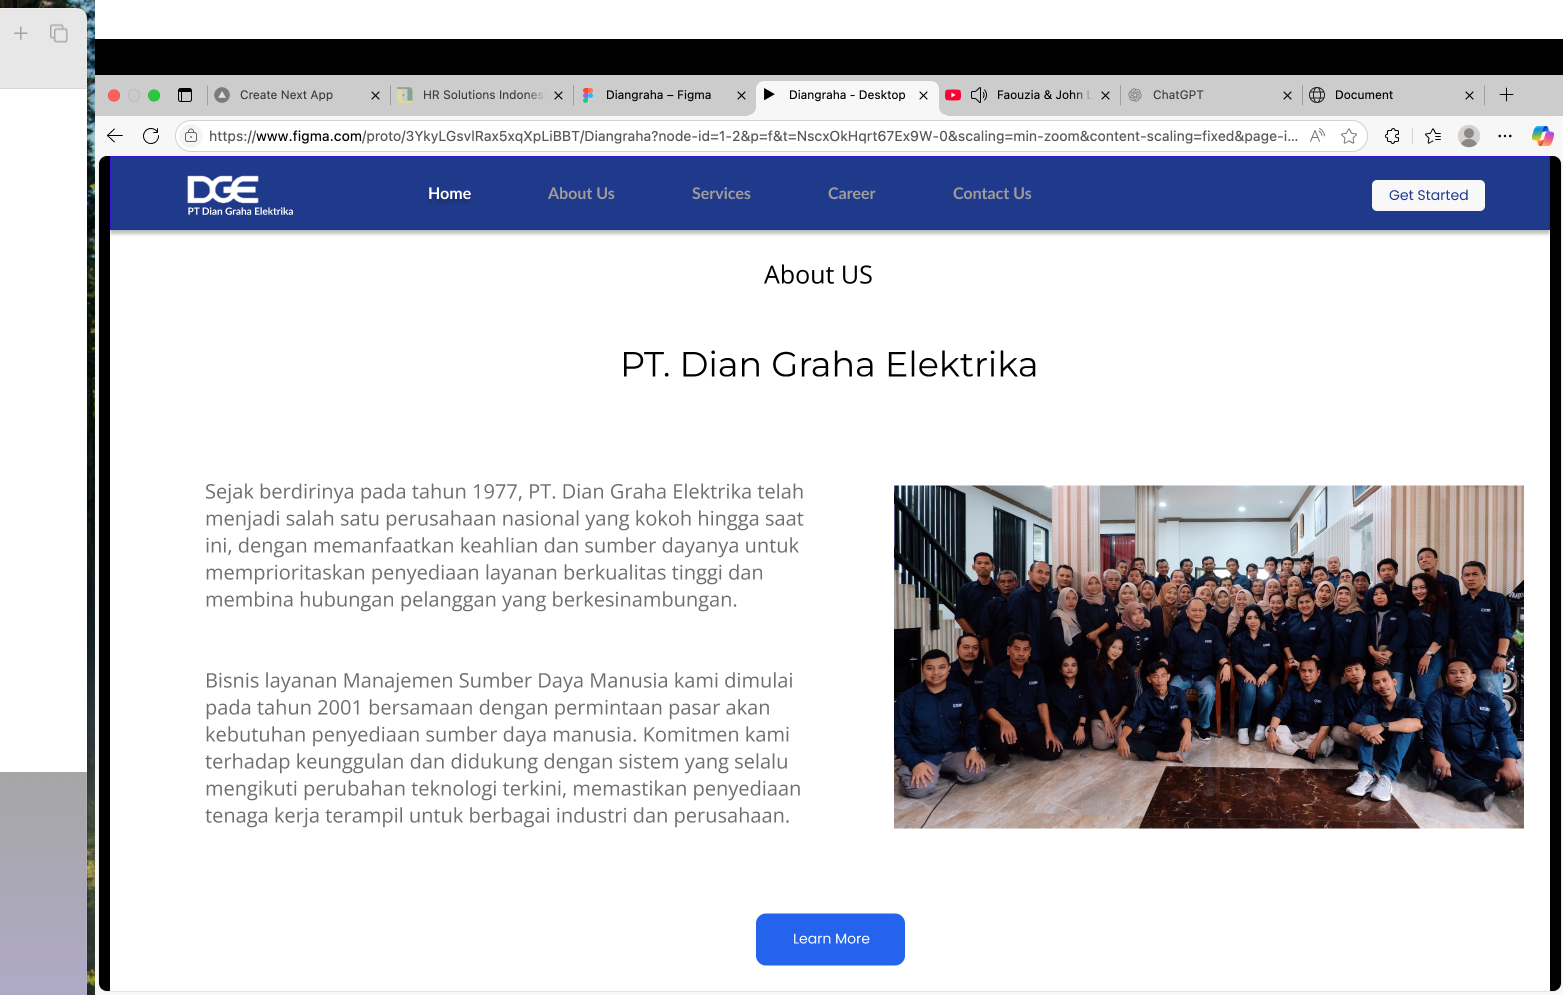 Create Next App
HR Solutions Indones
Diangraha – Figma
Diangraha - Desktop
Faouzia & John L
ChatGPT
Document
https://www.figma.com/proto/3YkyLGsvlRax5xqXpLiBBT/Diangraha?node-id=1-2&p=f&t=NscxOkHqrt67Ex9W-0&scaling=min-zoom&content-scaling=fixed&page-i...
DGE
PT Dian Graha Elektrika
Home
About Us
Services
Career
Contact Us
Get Started
About US
PT. Dian Graha Elektrika
Sejak berdirinya pada tahun 1977, PT. Dian Graha Elektrika telah
menjadi salah satu perusahaan nasional yang kokoh hingga saat
ini, dengan memanfaatkan keahlian dan sumber dayanya untuk
memprioritaskan penyediaan layanan berkualitas tinggi dan
membina hubungan pelanggan yang berkesinambungan.
Bisnis layanan Manajemen Sumber Daya Manusia kami dimulai
pada tahun 2001 bersamaan dengan permintaan pasar akan
kebutuhan penyediaan sumber daya manusia. Komitmen kami
terhadap keunggulan dan didukung dengan sistem yang selalu
mengikuti perubahan teknologi terkini, memastikan penyediaan
tenaga kerja terampil untuk berbagai industri dan perusahaan.
Learn More